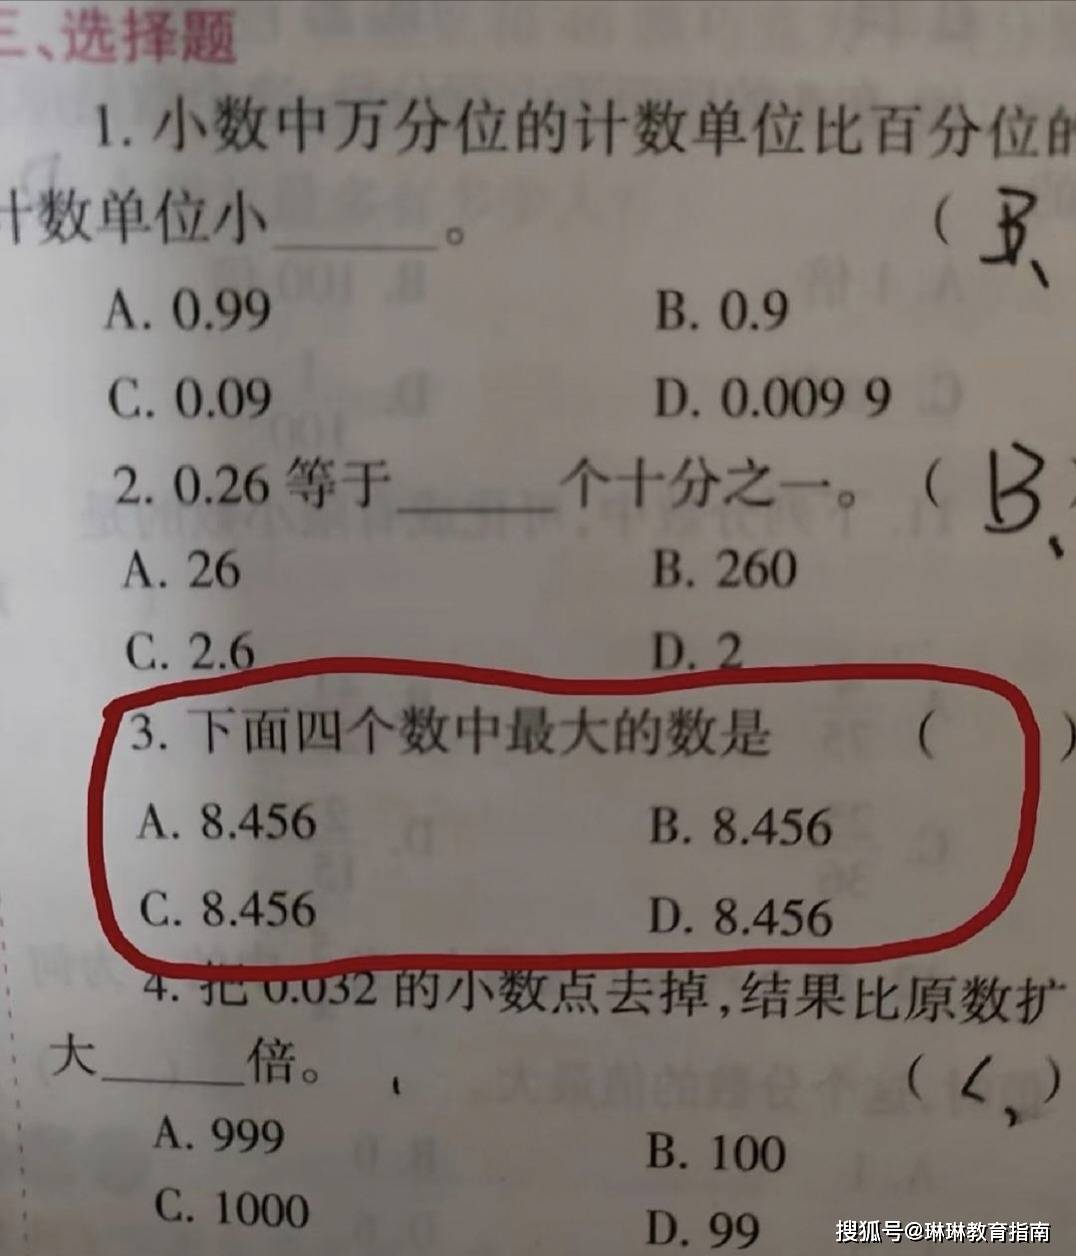 三、选择题
1. 小数中万分位的计数单位比百分位的
计数单位小______。 ( B、
A. 0.99 B. 0.9
C. 0.09 D. 0.009 9
2. 0.26 等于______个十分之一。 ( B、
A. 26 B. 260
C. 2.6 D. 2
3. 下面四个数中最大的数是 ( )
A. 8.456 B. 8.456
C. 8.456 D. 8.456
4. 把 0.032 的小数点去掉,结果比原数扩
大______倍。 ( C、)
A. 999 B. 100
C. 1000 D. 99
搜狐号@琳琳教育指南